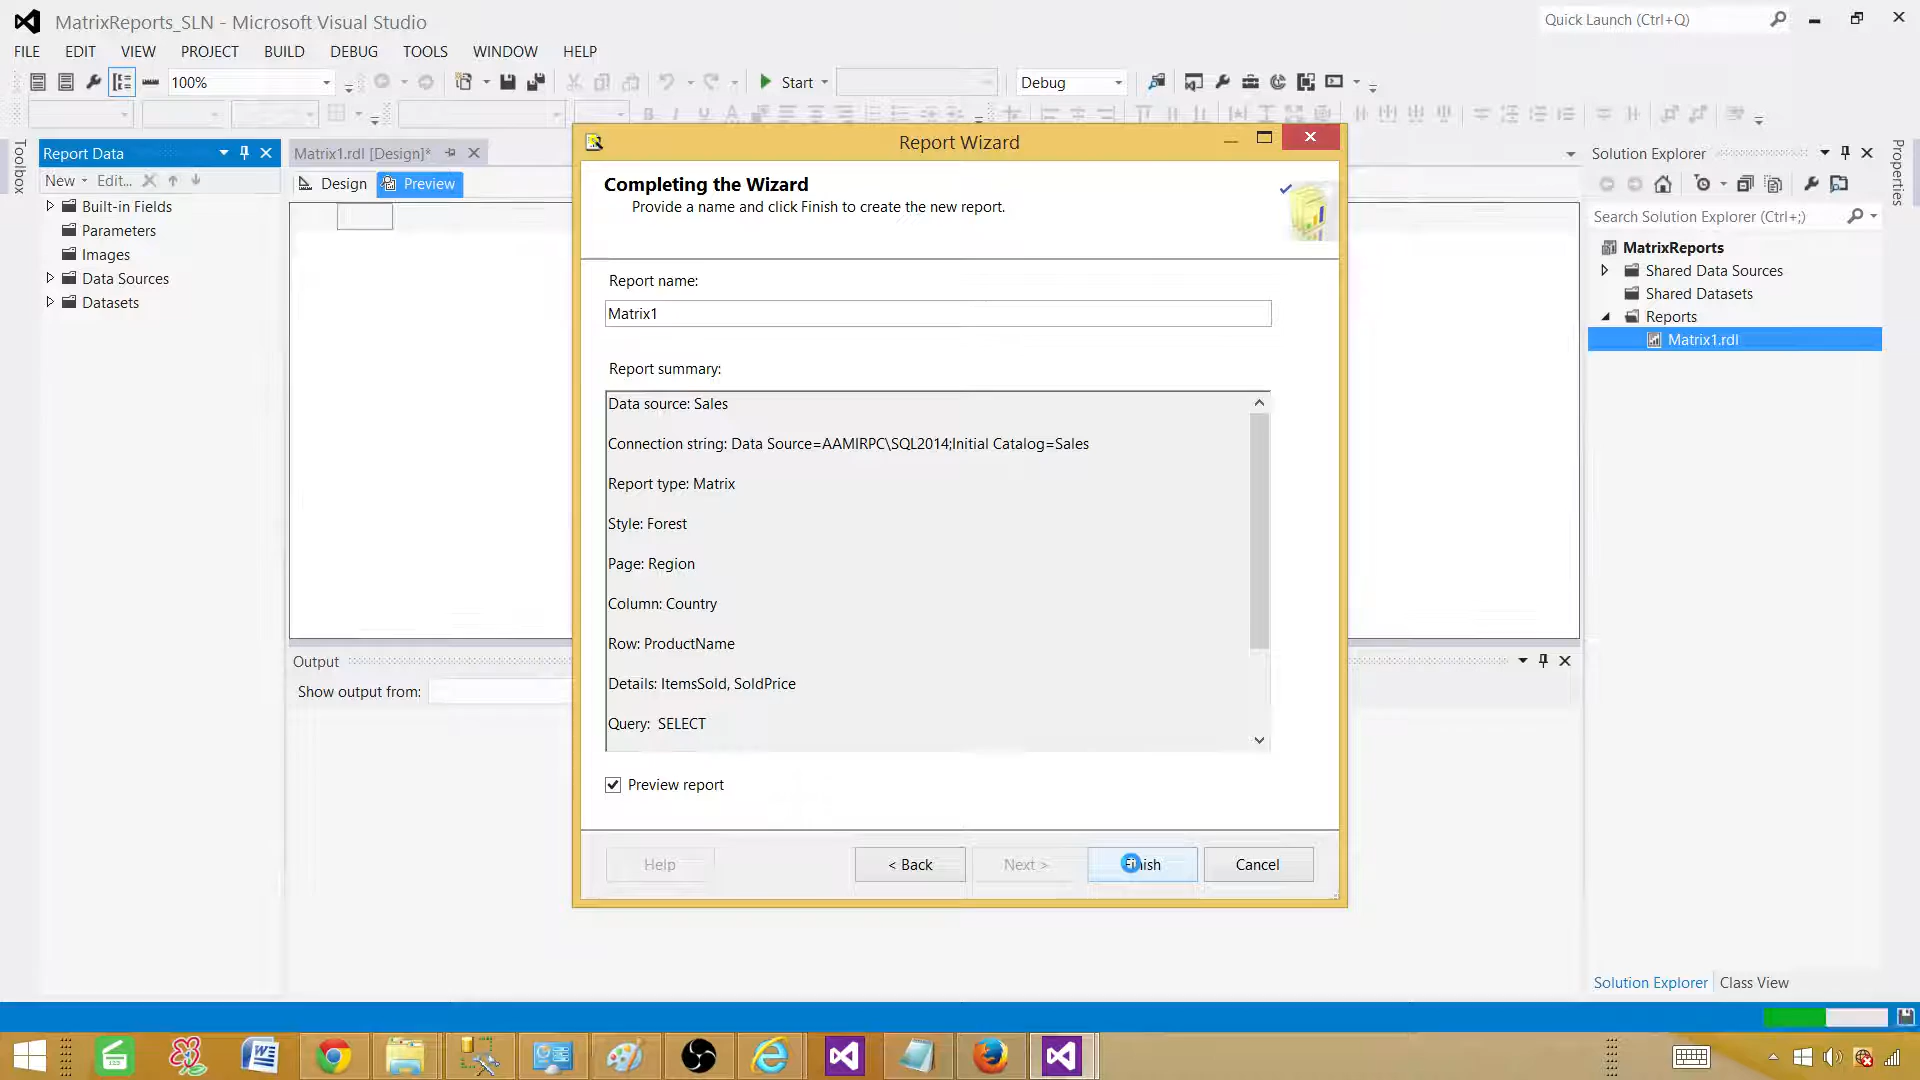 MatrixReports_SLN - Microsoft Visual Studio
Quick Launch (Ctrl+Q)
FILE EDIT VIEW PROJECT BUILD DEBUG TOOLS WINDOW HELP
100%
Start
Debug
Toolbox
Report Data
Matrix1.rdl [Design]*
New Edit...
Design
Preview
Built-in Fields
Parameters
Images
Data Sources
Datasets
Report Wizard
Completing the Wizard
Provide a name and click Finish to create the new report.
Report name:
Matrix1
Report summary:
Data source: Sales
Connection string: Data Source=AAMIRPC\SQL2014;Initial Catalog=Sales
Report type: Matrix
Style: Forest
Page: Region
Column: Country
Row: ProductName
Details: ItemsSold, SoldPrice
Query: SELECT
Preview report
Help
< Back
Next >
Finish
Cancel
Output
Show output from:
Solution Explorer
Search Solution Explorer (Ctrl+;)
MatrixReports
Shared Data Sources
Shared Datasets
Reports
Matrix1.rdl
Solution Explorer
Class View
Properties